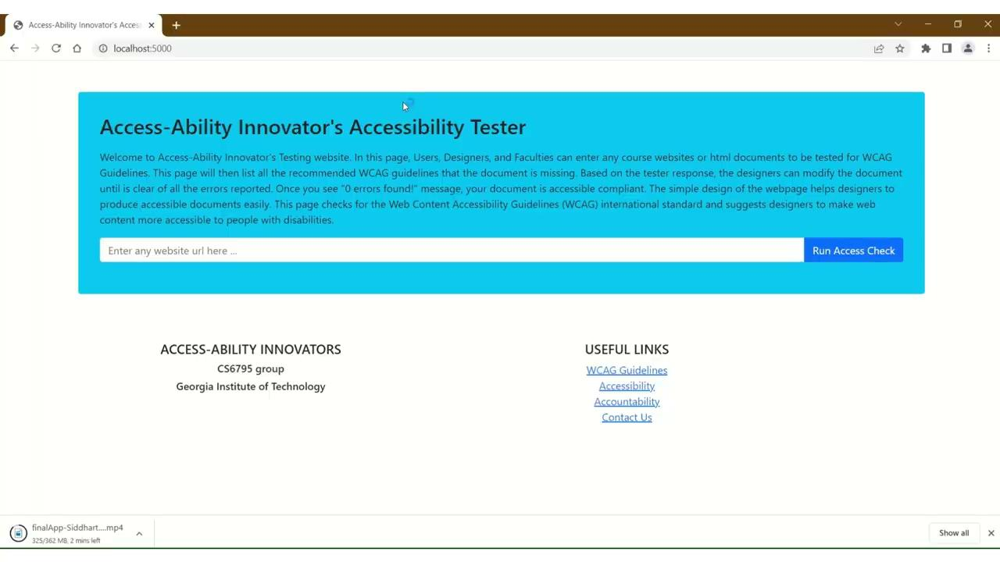 Access-Ability Innovator's Acces
localhost:5000
Access-Ability Innovator's Accessibility Tester
Welcome to Access-Ability Innovator's Testing website. In this page, Users, Designers, and Faculties can enter any course websites or html documents to be tested for WCAG
Guidelines. This page will then list all the recommended WCAG guidelines that the document is missing. Based on the tester response, the designers can modify the document
until is clear of all the errors reported. Once you see "0 errors found!" message, your document is accessible compliant. The simple design of the webpage helps designers to
produce accessible documents easily. This page checks for the Web Content Accessibility Guidelines (WCAG) international standard and suggests designers to make web
content more accessible to people with disabilities.
Enter any website url here ...
Run Access Check
ACCESS-ABILITY INNOVATORS
CS6795 group
Georgia Institute of Technology
USEFUL LINKS
WCAG Guidelines
Accessibility
Accountability
Contact Us
finalApp-Siddhart....mp4
325/362 MB, 2 mins left
Show all